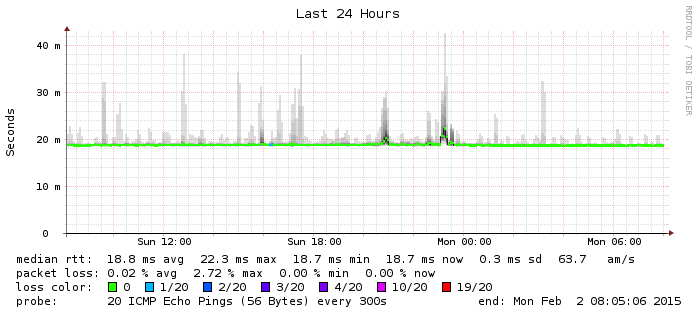 Last 24 Hours
RRDTOOL / TOBI OETIKER
Seconds
40 m
30 m
20 m
10 m
0
Sun 12:00 Sun 18:00 Mon 00:00 Mon 06:00
median rtt: 18.8 ms avg 22.3 ms max 18.7 ms min 18.7 ms now 0.3 ms sd 63.7 am/s
packet loss: 0.02 % avg 2.72 % max 0.00 % min 0.00 % now
loss color: 0 1/20 2/20 3/20 4/20 10/20 19/20
probe: 20 ICMP Echo Pings (56 Bytes) every 300s end: Mon Feb 2 08:05:06 2015